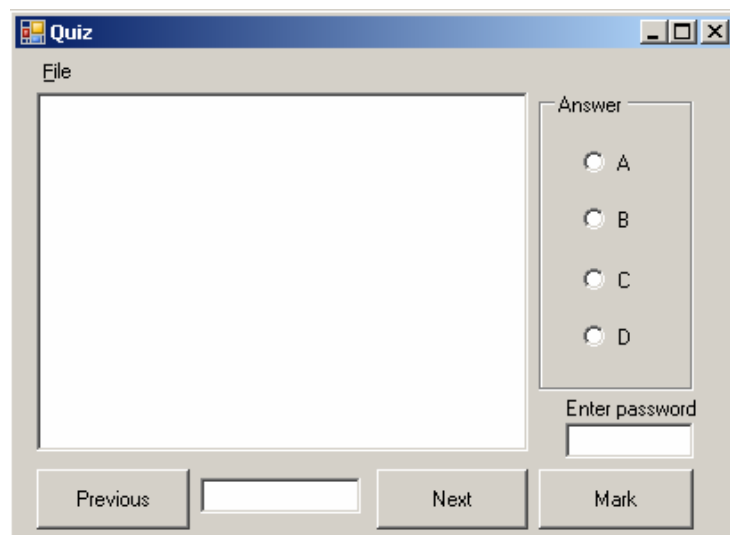 Quiz
File
Answer
A
B
C
D
Enter password
Previous
Next
Mark